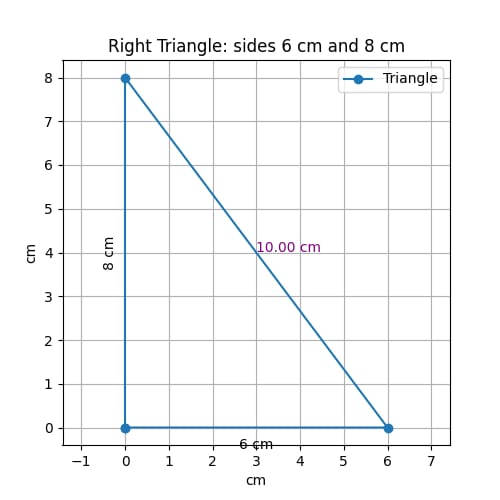 Right Triangle: sides 6 cm and 8 cm
Triangle
8
7
6
5
4
3
2
1
0
cm
8 cm
10.00 cm
6 cm
−1 0 1 2 3 4 5 6 7
cm